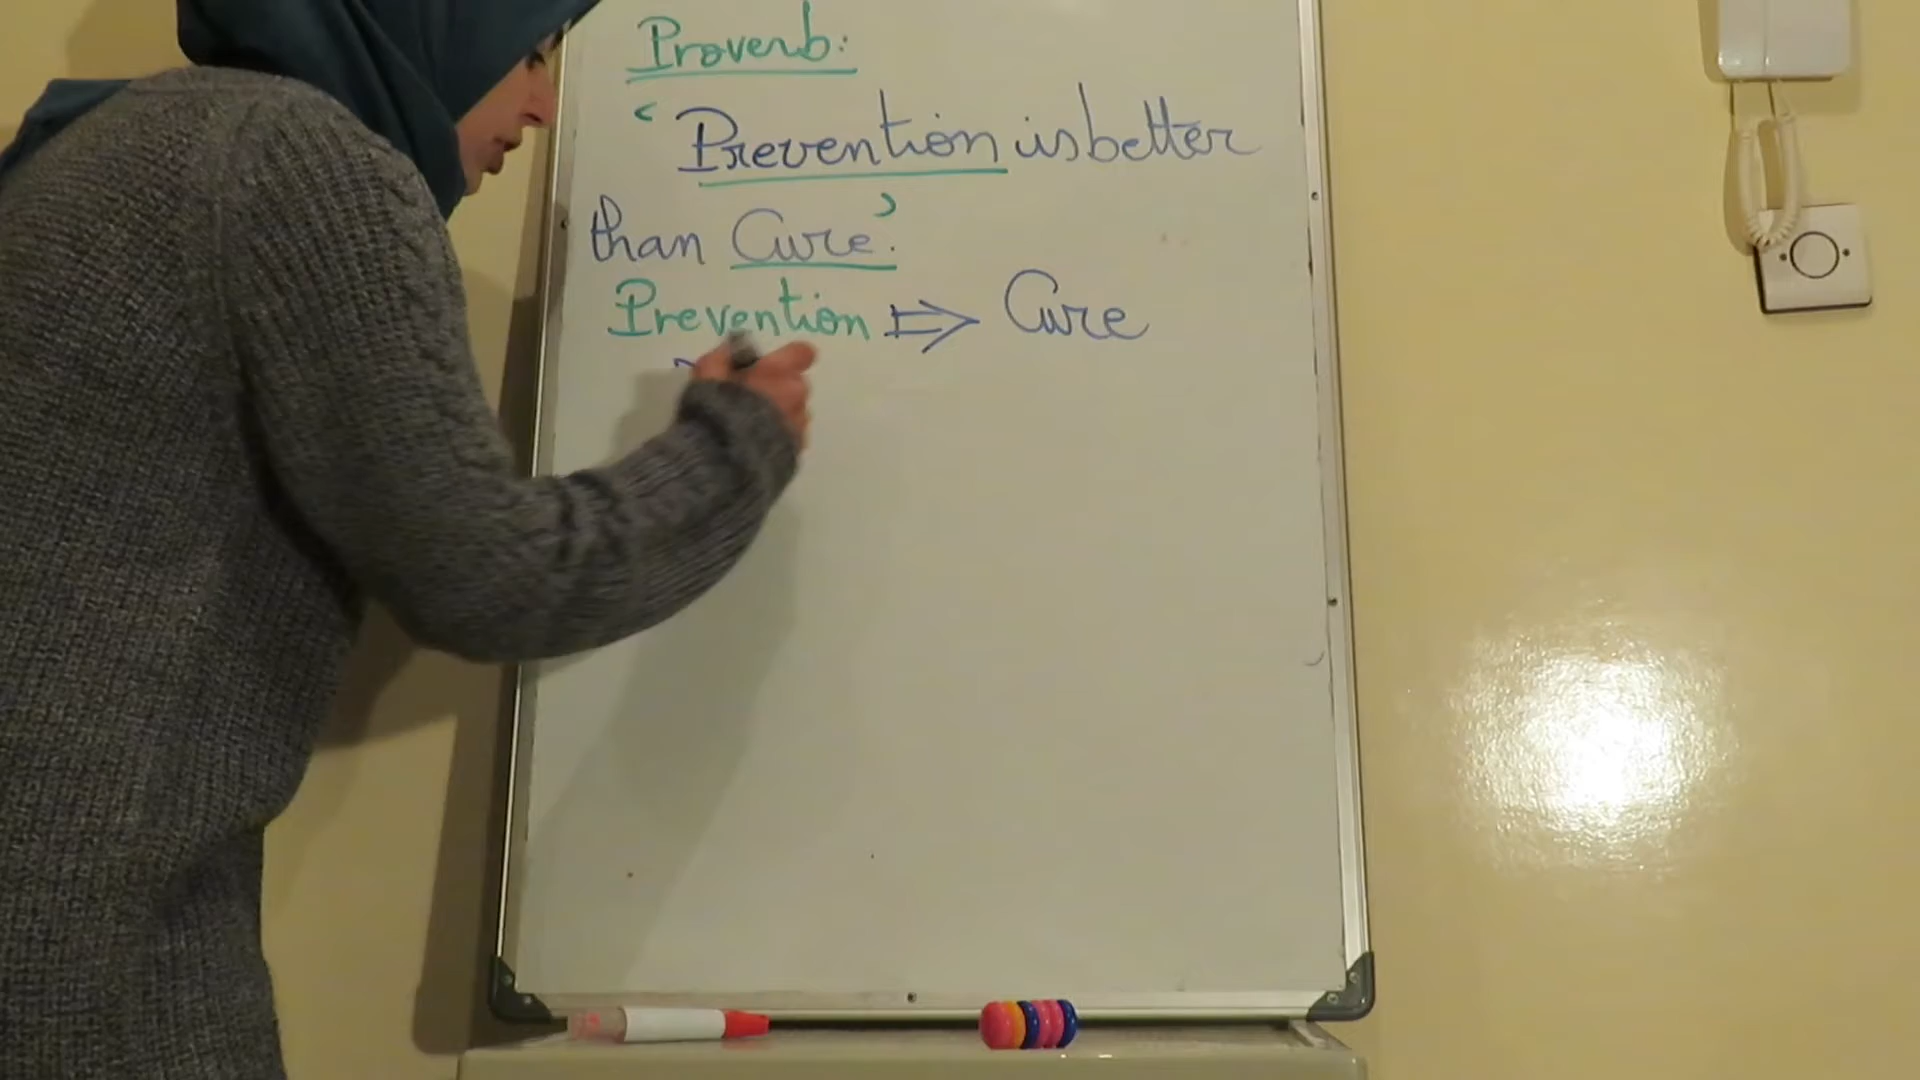 Proverb:
‹ Prevention is better
than Cure. ›
Prevention ⇒ Cure